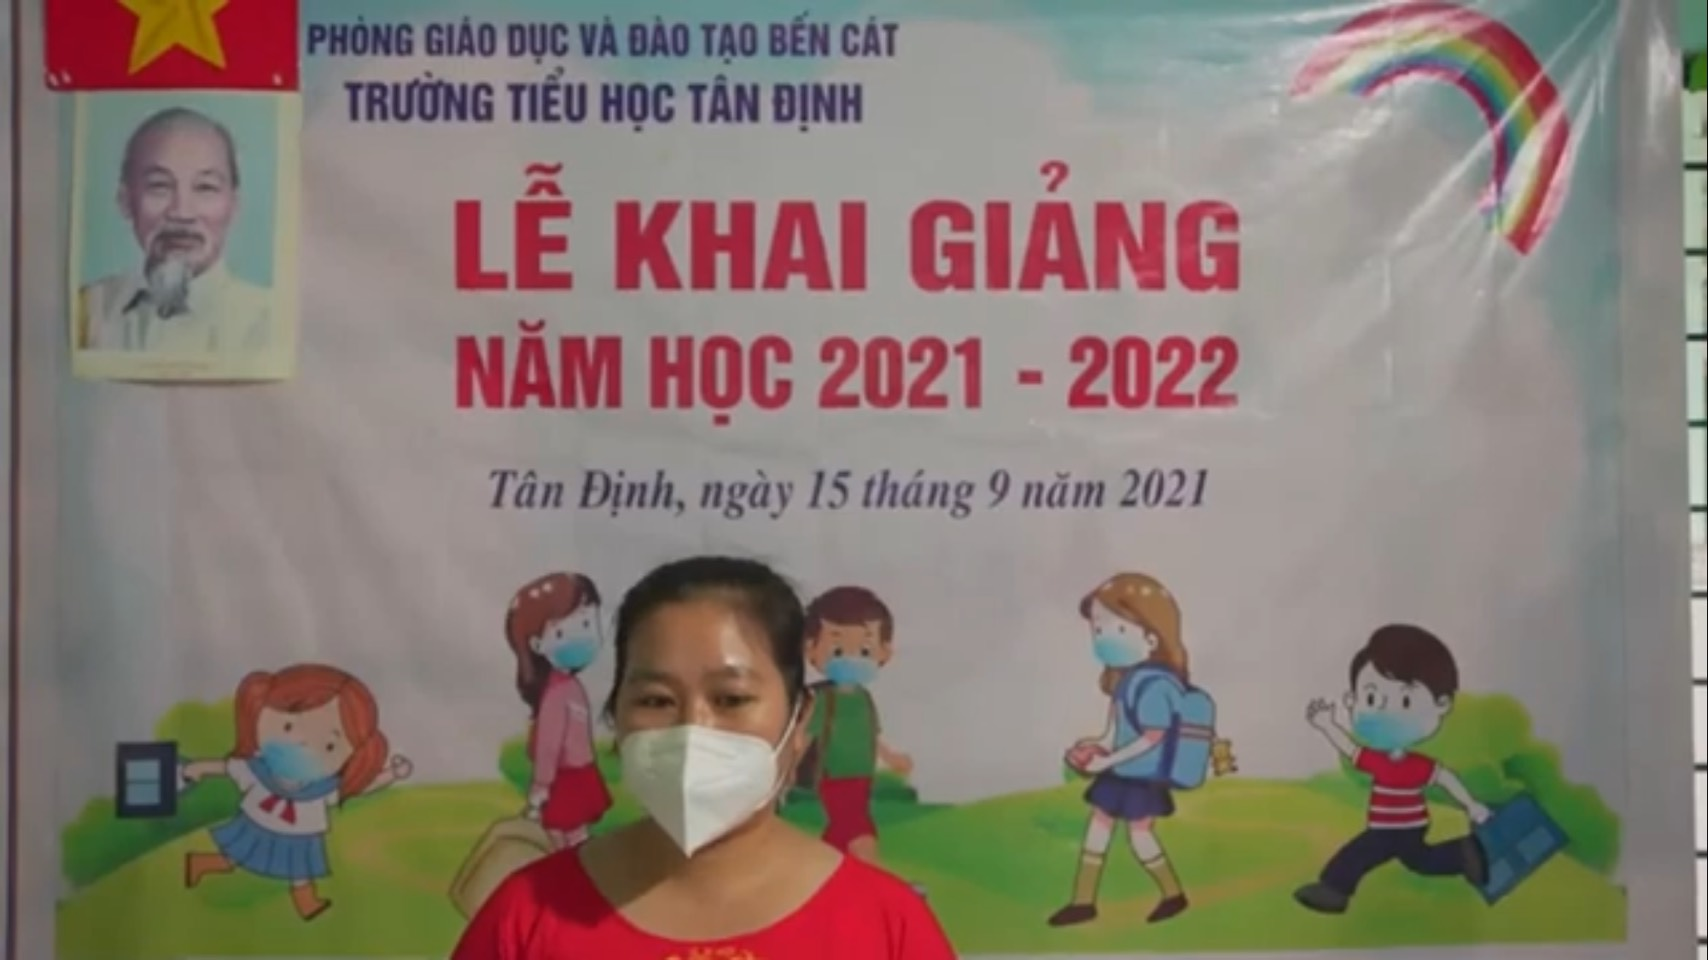 PHÒNG GIÁO DỤC VÀ ĐÀO TẠO BẾN CÁT
TRƯỜNG TIỂU HỌC TÂN ĐỊNH
LỄ KHAI GIẢNG
NĂM HỌC 2021 - 2022
Tân Định, ngày 15 tháng 9 năm 2021